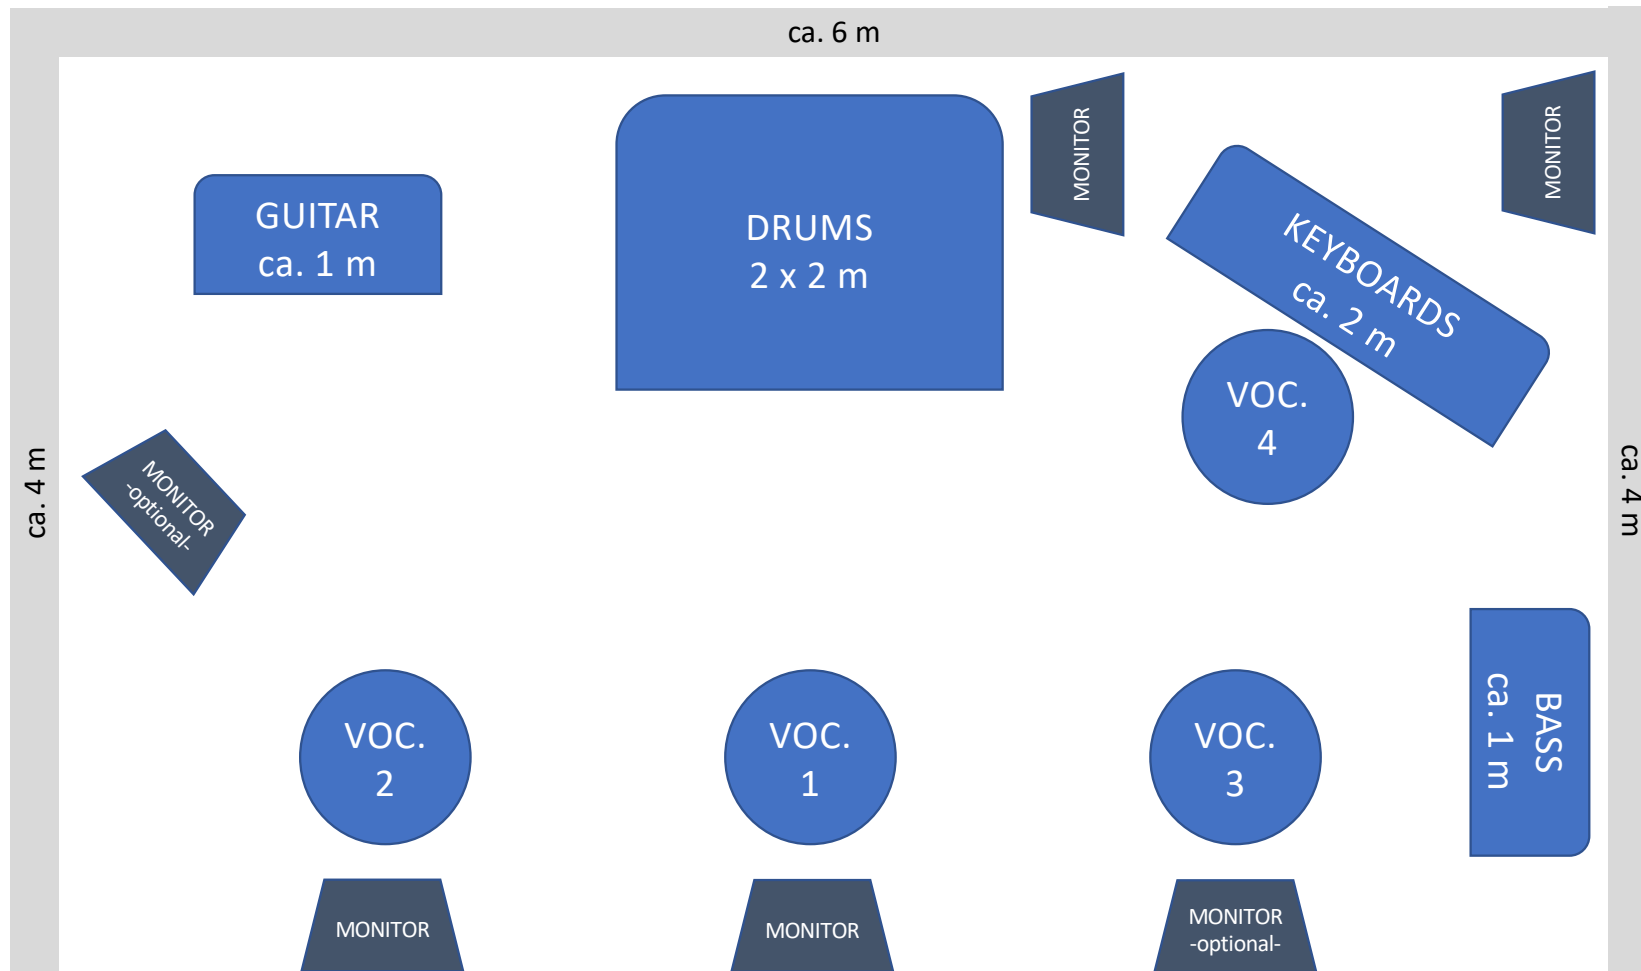 ca. 6 m
MONITOR
MONITOR
GUITAR
ca. 1 m
DRUMS
2 x 2 m
KEYBOARDS
ca. 2 m
VOC.
4
ca. 4 m
ca. 4 m
MONITOR
-optional-
VOC.
2
VOC.
1
VOC.
3
BASS
ca. 1 m
MONITOR
MONITOR
MONITOR
-optional-